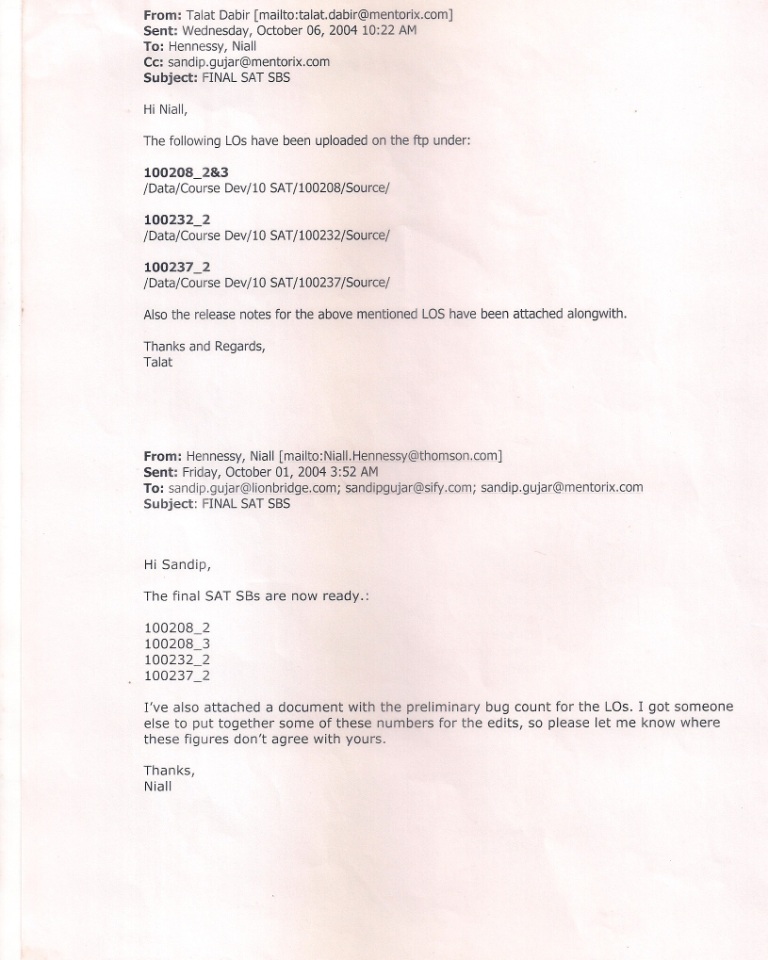 From: Talat Dabir [mailto:talat.dabir@mentorix.com]
Sent: Wednesday, October 06, 2004 10:22 AM
To: Hennessy, Niall
Cc: sandip.gujar@mentorix.com
Subject: FINAL SAT SBS
Hi Niall,
The following LOs have been uploaded on the ftp under:
100208_2&3
/Data/Course Dev/10 SAT/100208/Source/
100232_2
/Data/Course Dev/10 SAT/100232/Source/
100237_2
/Data/Course Dev/10 SAT/100237/Source/
Also the release notes for the above mentioned LOS have been attached alongwith.
Thanks and Regards,
Talat
From: Hennessy, Niall [mailto:Niall.Hennessy@thomson.com]
Sent: Friday, October 01, 2004 3:52 AM
To: sandip.gujar@lionbridge.com; sandipgujar@sify.com; sandip.gujar@mentorix.com
Subject: FINAL SAT SBS
Hi Sandip,
The final SAT SBs are now ready.:
100208_2
100208_3
100232_2
100237_2
I've also attached a document with the preliminary bug count for the LOs. I got someone
else to put together some of these numbers for the edits, so please let me know where
these figures don't agree with yours.
Thanks,
Niall